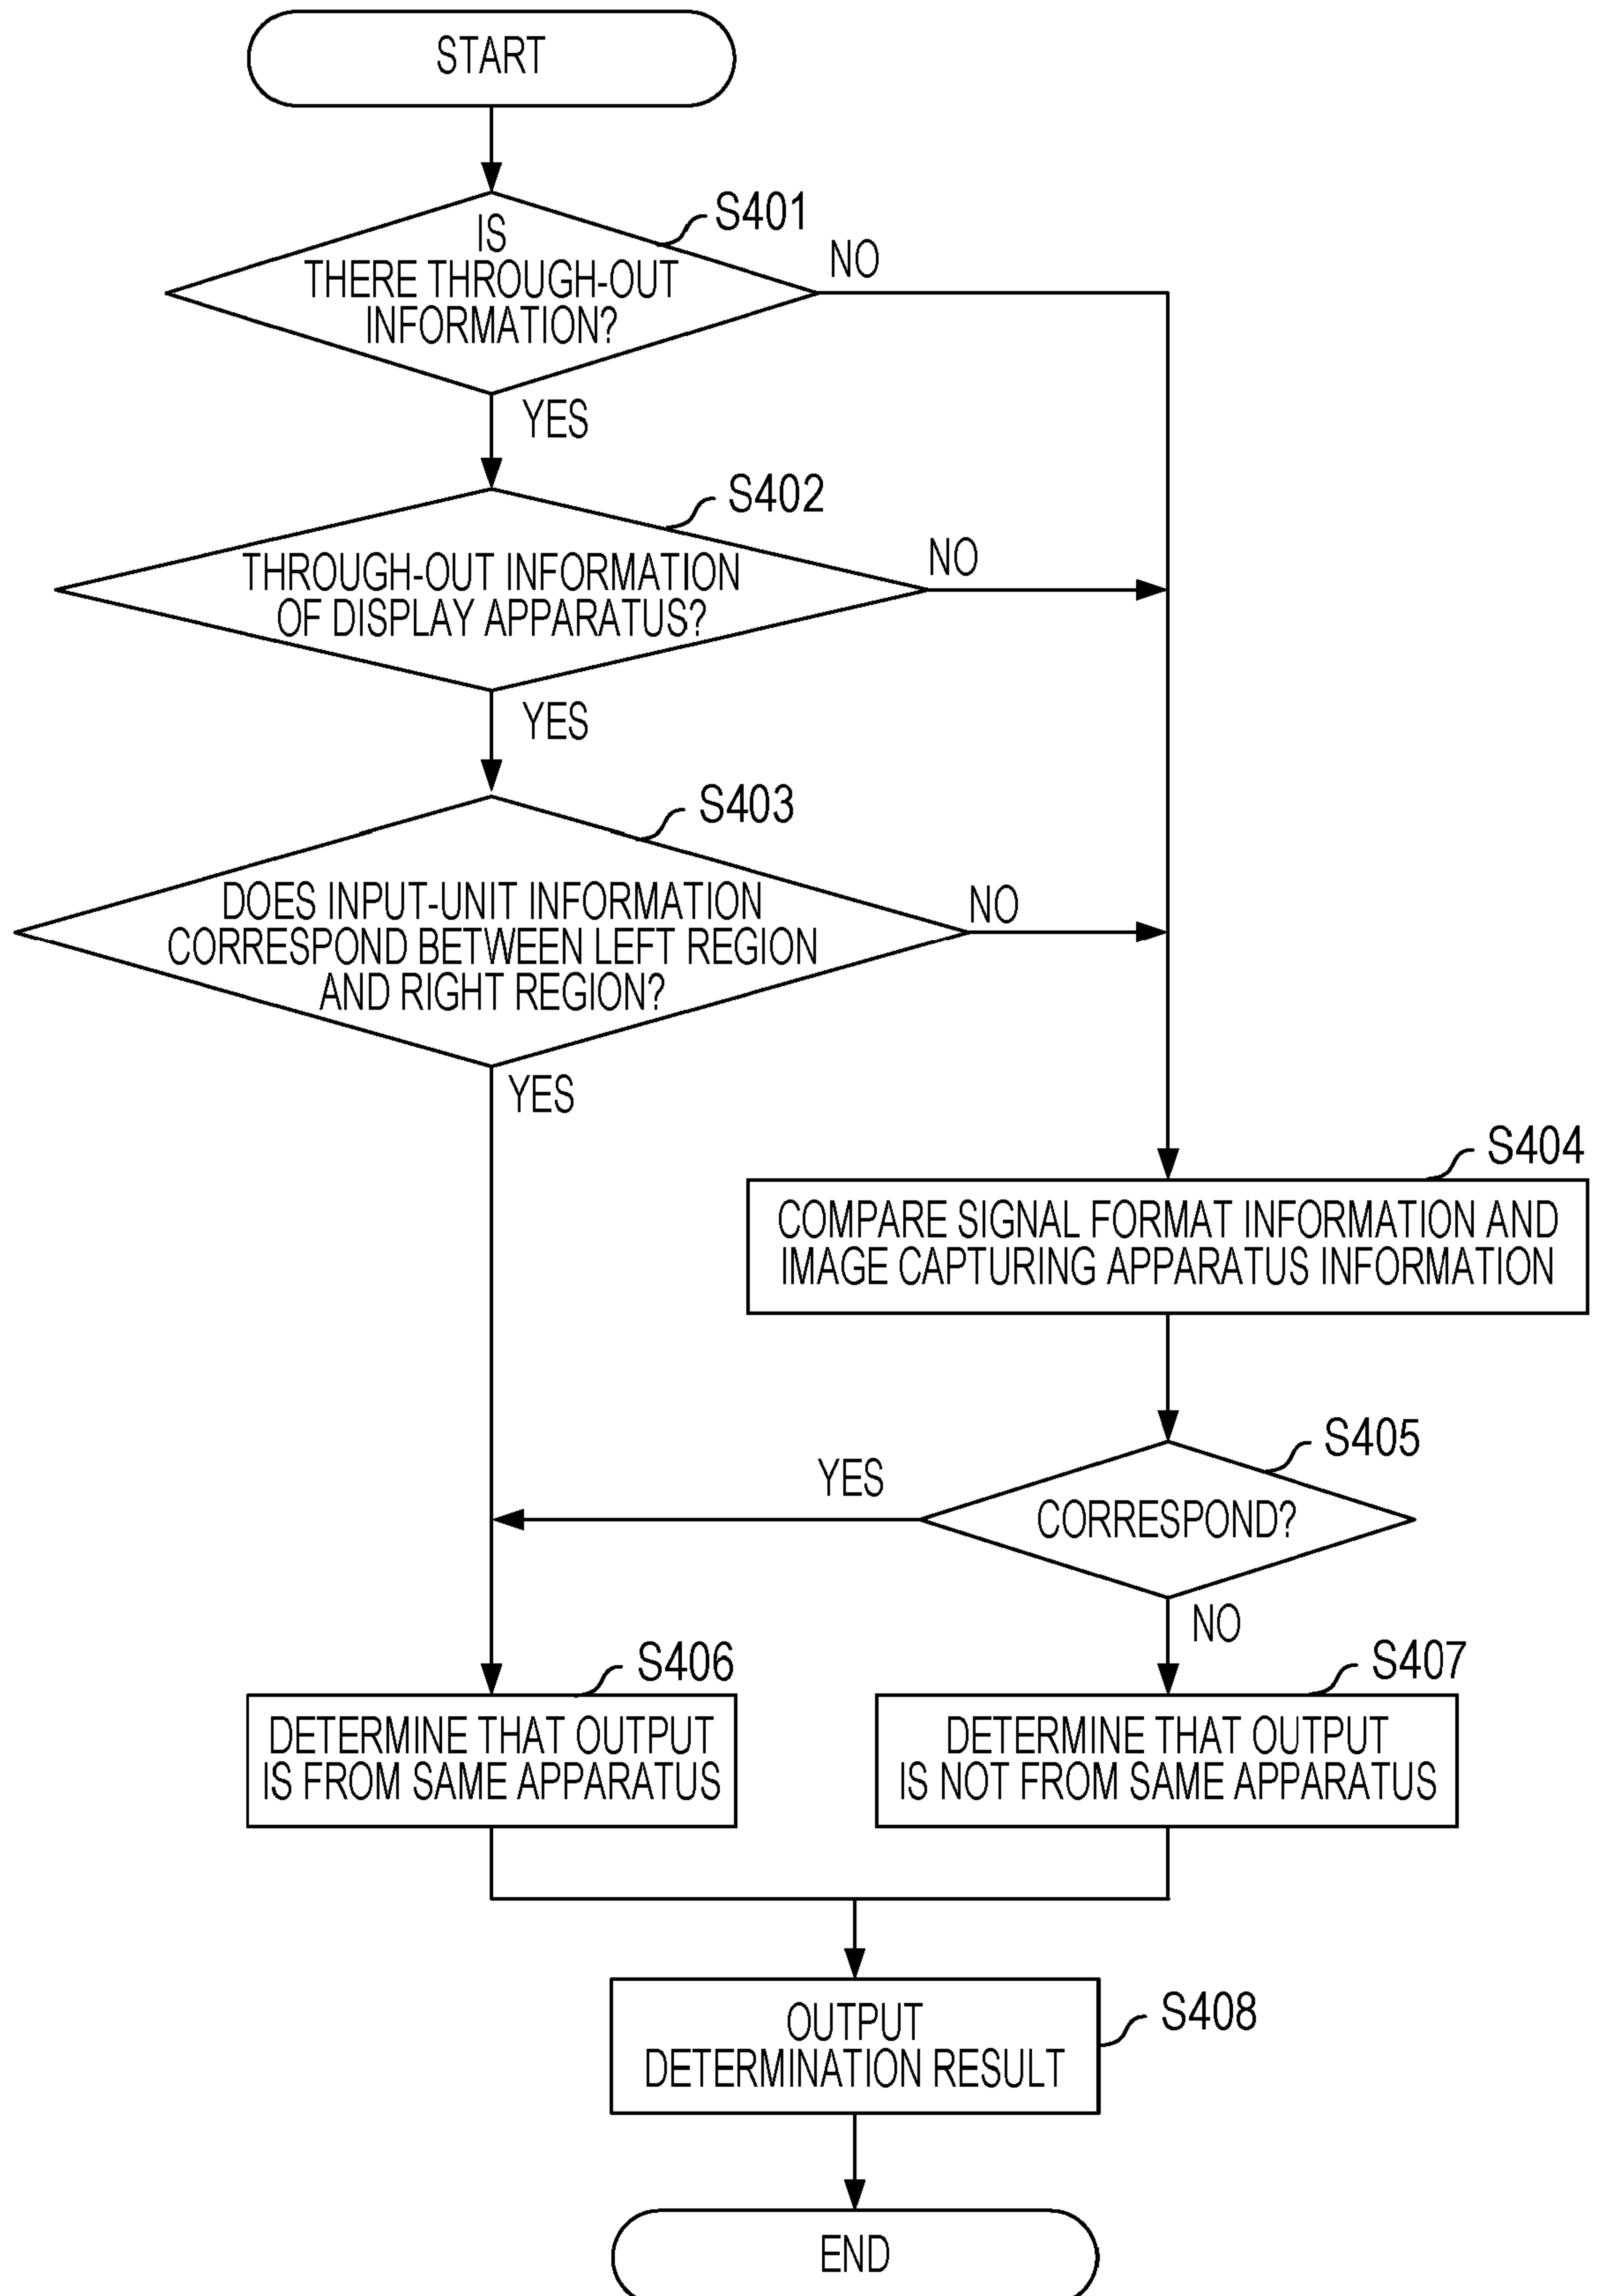 START
S401
IS
THERE THROUGH-OUT
INFORMATION?
NO
YES
S402
THROUGH-OUT INFORMATION
OF DISPLAY APPARATUS?
NO
YES
S403
DOES INPUT-UNIT INFORMATION
CORRESPOND BETWEEN LEFT REGION
AND RIGHT REGION?
NO
YES
S404
COMPARE SIGNAL FORMAT INFORMATION AND
IMAGE CAPTURING APPARATUS INFORMATION
S405
CORRESPOND?
YES
NO
S406
DETERMINE THAT OUTPUT
IS FROM SAME APPARATUS
S407
DETERMINE THAT OUTPUT
IS NOT FROM SAME APPARATUS
S408
OUTPUT
DETERMINATION RESULT
END